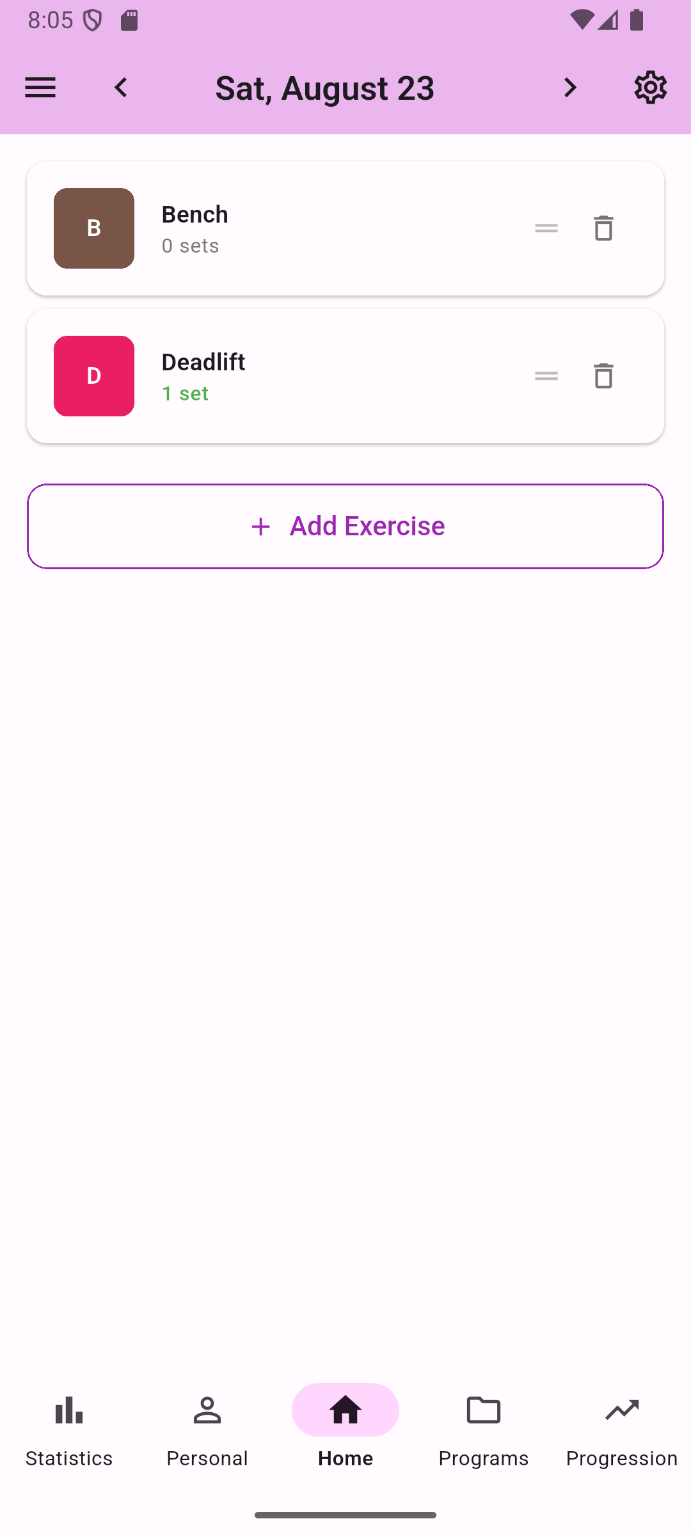 8:05
Sat, August 23
B
Bench
0 sets
D
Deadlift
1 set
+ Add Exercise
Statistics
Personal
Home
Programs
Progression